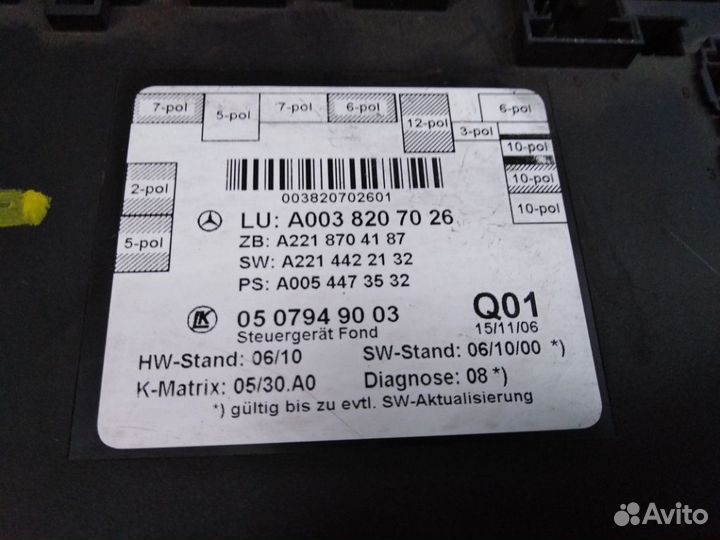 7-pol
5-pol
7-pol
6-pol
12-pol
3-pol
6-pol
10-pol
10-pol
10-pol
2-pol
5-pol
003820702601
LU: A003 820 70 26
ZB: A221 870 41 87
SW: A221 442 21 32
PS: A005 447 35 32
LK
05 0794 90 03
Steuergerät Fond
Q01
15/11/06
HW-Stand: 06/10
SW-Stand: 06/10/00 *)
K-Matrix: 05/30.A0
Diagnose: 08 *)
*) gültig bis zu evtl. SW-Aktualisierung
Avito